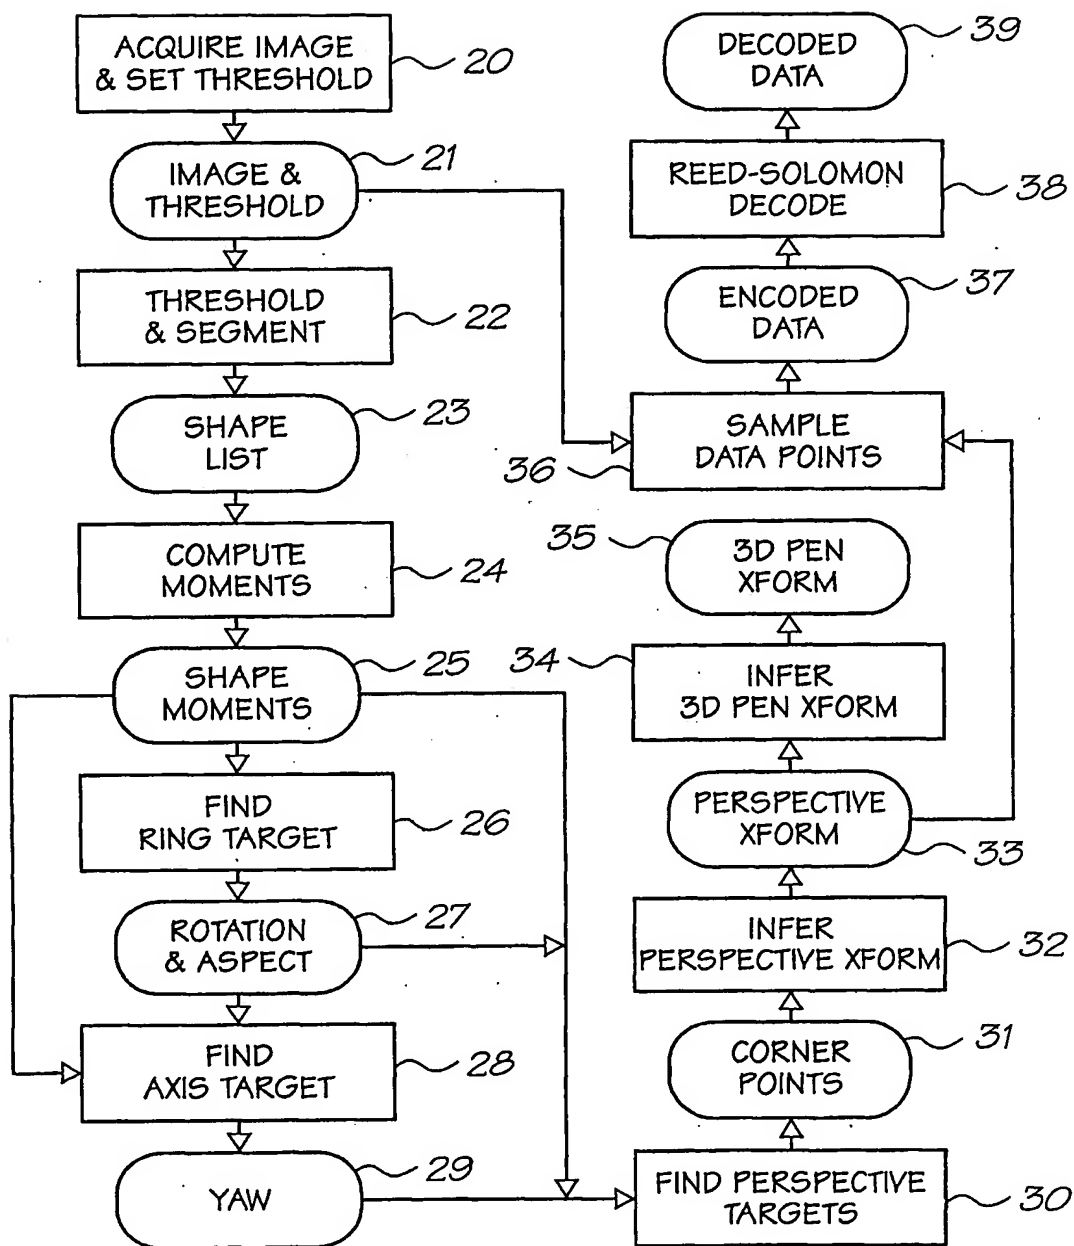 ACQUIRE IMAGE
& SET THRESHOLD
20
IMAGE &
THRESHOLD
21
THRESHOLD
& SEGMENT
22
SHAPE
LIST
23
COMPUTE
MOMENTS
24
SHAPE
MOMENTS
25
FIND
RING TARGET
26
ROTATION
& ASPECT
27
FIND
AXIS TARGET
28
YAW
29
DECODED
DATA
39
REED-SOLOMON
DECODE
38
ENCODED
DATA
37
SAMPLE
DATA POINTS
36
3D PEN
XFORM
35
INFER
3D PEN XFORM
34
PERSPECTIVE
XFORM
33
INFER
PERSPECTIVE XFORM
32
CORNER
POINTS
31
FIND PERSPECTIVE
TARGETS
30